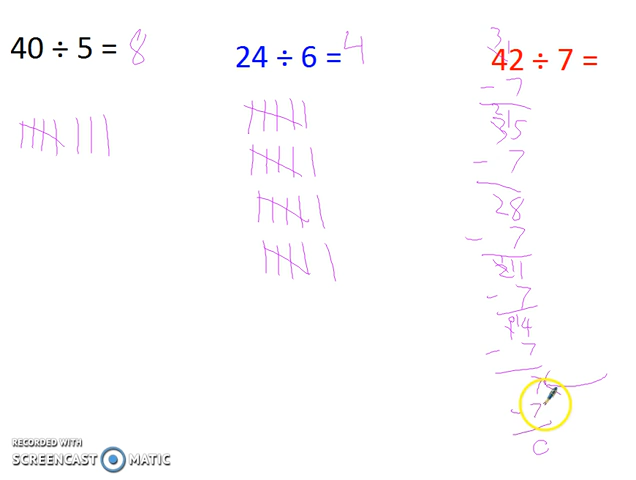 40 ÷ 5 = 8
24 ÷ 6 = 4
42 ÷ 7 =
- 7
35
- 7
28
- 7
21
- 7
14
- 7
7
- 7
0
RECORDED WITH
SCREENCAST MATIC